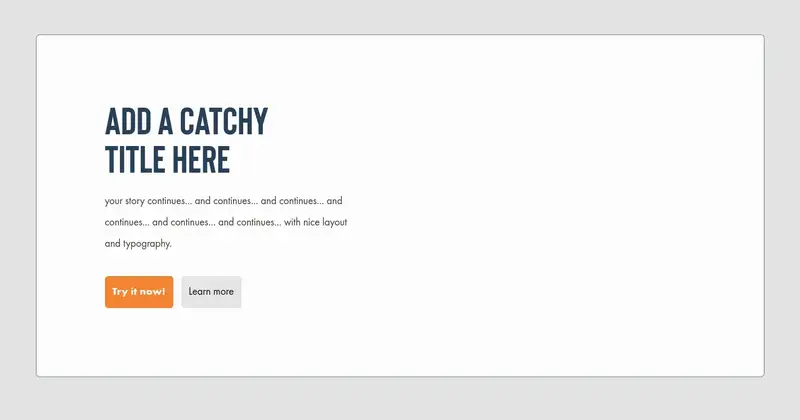 ADD A CATCHY
TITLE HERE
your story continues... and continues... and continues... and
continues... and continues... and continues... with nice layout
and typography.
Try it now!
Learn more